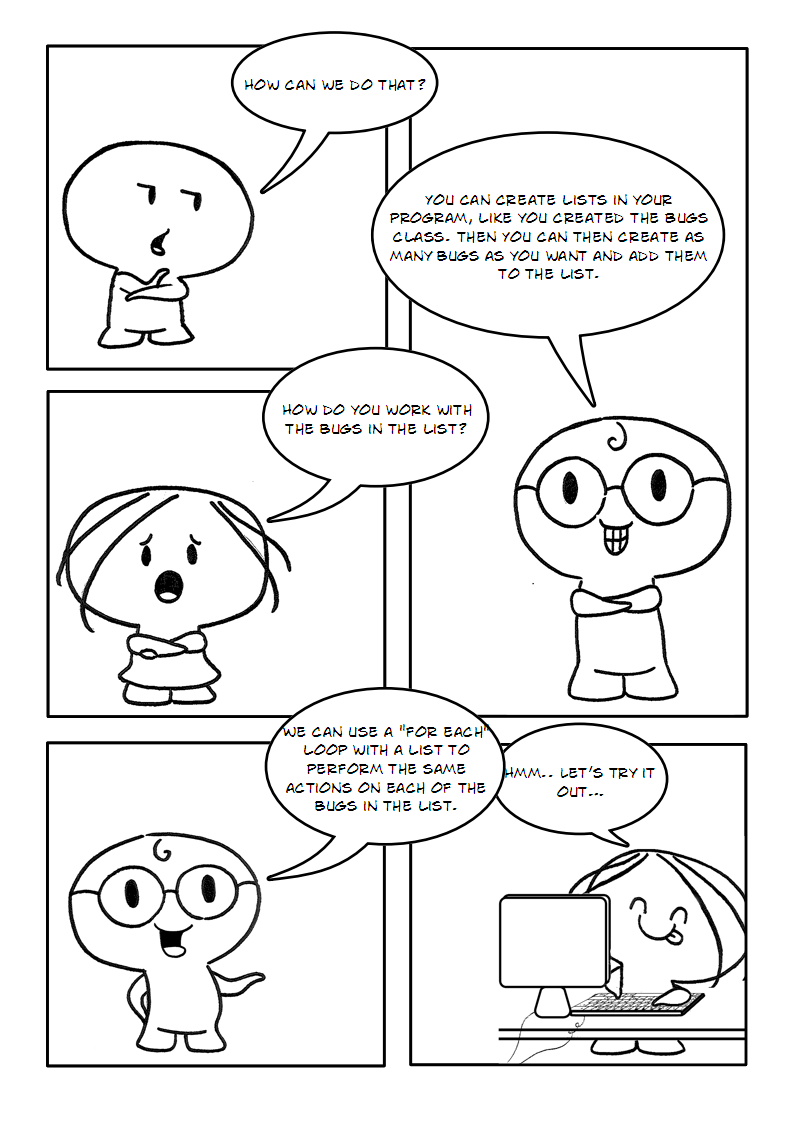 HOW CAN WE DO THAT?
YOU CAN CREATE LISTS IN YOUR
PROGRAM, LIKE YOU CREATED THE BUGS
CLASS. THEN YOU CAN THEN CREATE AS
MANY BUGS AS YOU WANT AND ADD THEM
TO THE LIST.
HOW DO YOU WORK WITH
THE BUGS IN THE LIST?
WE CAN USE A "FOR EACH"
LOOP WITH A LIST TO
PERFORM THE SAME
ACTIONS ON EACH OF THE
BUGS IN THE LIST.
HMM.. LET'S TRY IT
OUT...